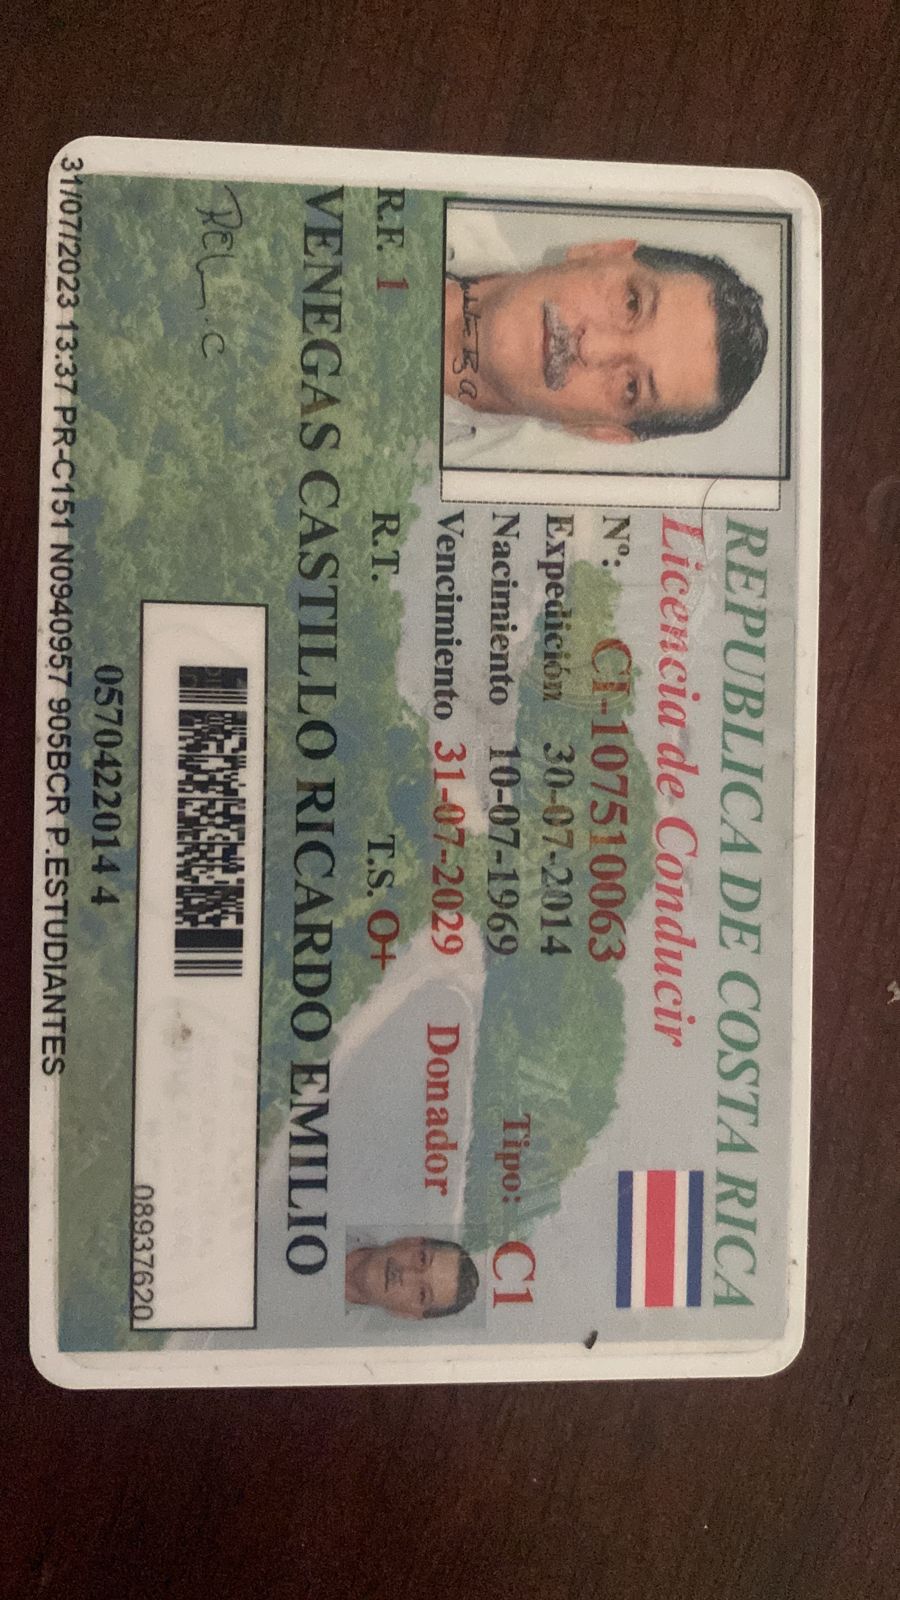 REPUBLICA DE COSTA RICA
Licencia de Conducir
Nº: CI-107510063
Expedición 30-07-2014
Nacimiento 10-07-1969 Tipo: C1
Vencimiento 31-07-2029 Donador
R.F. 1 R.T. T.S. O+
VENEGAS CASTILLO RICARDO EMILIO
08937620
057042201 4 4
31/07/2023 13:37 PR-C151 N0940957 905BCR P.ESTUDIANTES